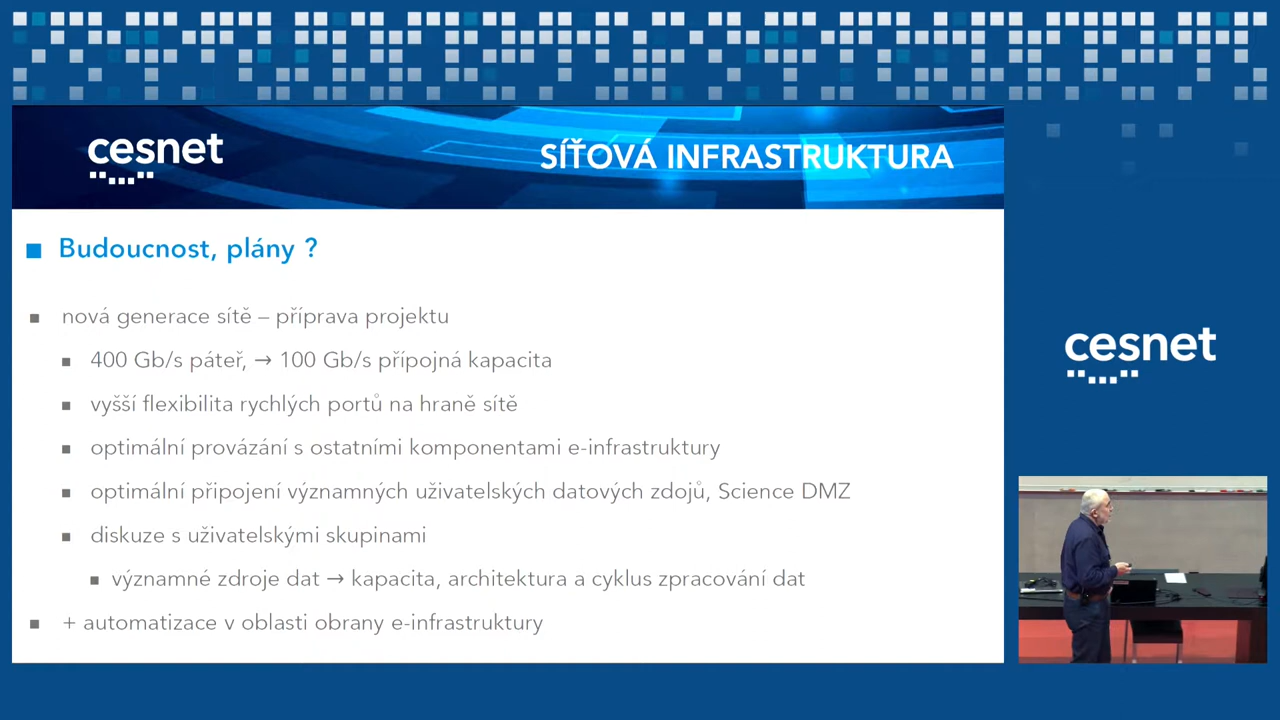 cesnet
SÍŤOVÁ INFRASTRUKTURA
Budoucnost, plány ?
nová generace sítě – příprava projektu
400 Gb/s páteř, → 100 Gb/s přípojná kapacita
vyšší flexibilita rychlých portů na hraně sítě
optimální provázání s ostatními komponentami e-infrastruktury
optimální připojení významných uživatelských datových zdojů, Science DMZ
diskuze s uživatelskými skupinami
významné zdroje dat → kapacita, architektura a cyklus zpracování dat
+ automatizace v oblasti obrany e-infrastruktury
cesnet